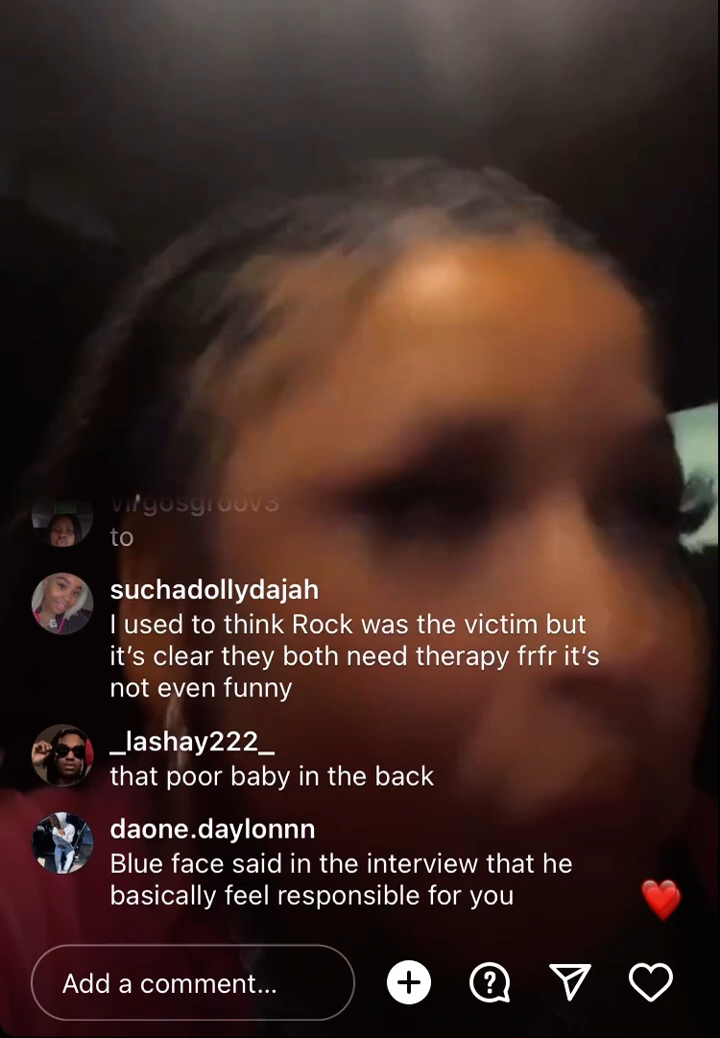 virgosgroov3
to
suchadollydajah
I used to think Rock was the victim but
it’s clear they both need therapy frfr it’s
not even funny
_lashay222_
that poor baby in the back
daone.daylonnn
Blue face said in the interview that he
basically feel responsible for you
Add a comment...